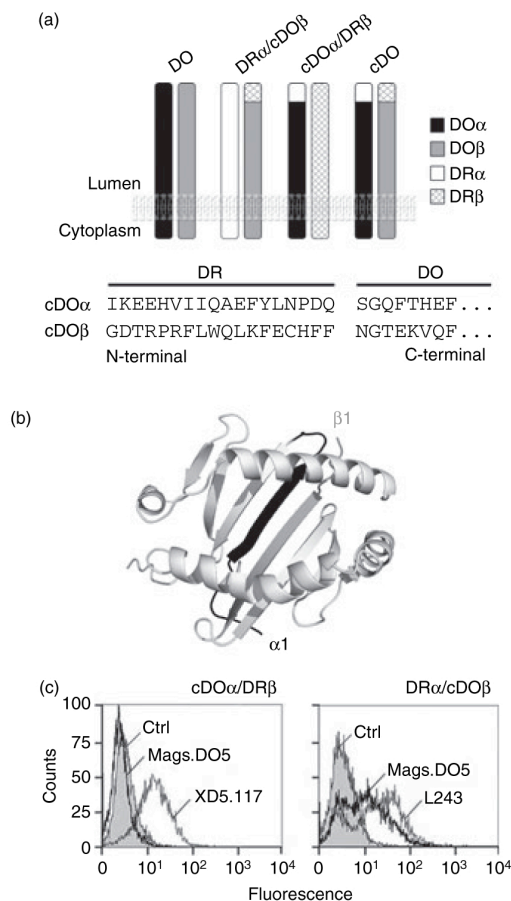 (a)
DO
DRα/cDOβ
cDOα/DRβ
cDO
DOα
DOβ
DRα
DRβ
Lumen
Cytoplasm
DR DO
cDOα IKEEHVIIQAEFYLNPDQ SGQFTHEF...
cDOβ GDTRPRFLWQLKFECHFF NGTEKVQF...
N-terminal C-terminal
(b)
β1
α1
(c)
cDOα/DRβ DRα/cDOβ
100
75
50
25
0
Counts
Ctrl
Mags.DO5
XD5.117
Ctrl
Mags.DO5
L243
0 10¹ 10² 10³ 10⁴ 0 10¹ 10² 10³ 10⁴
Fluorescence